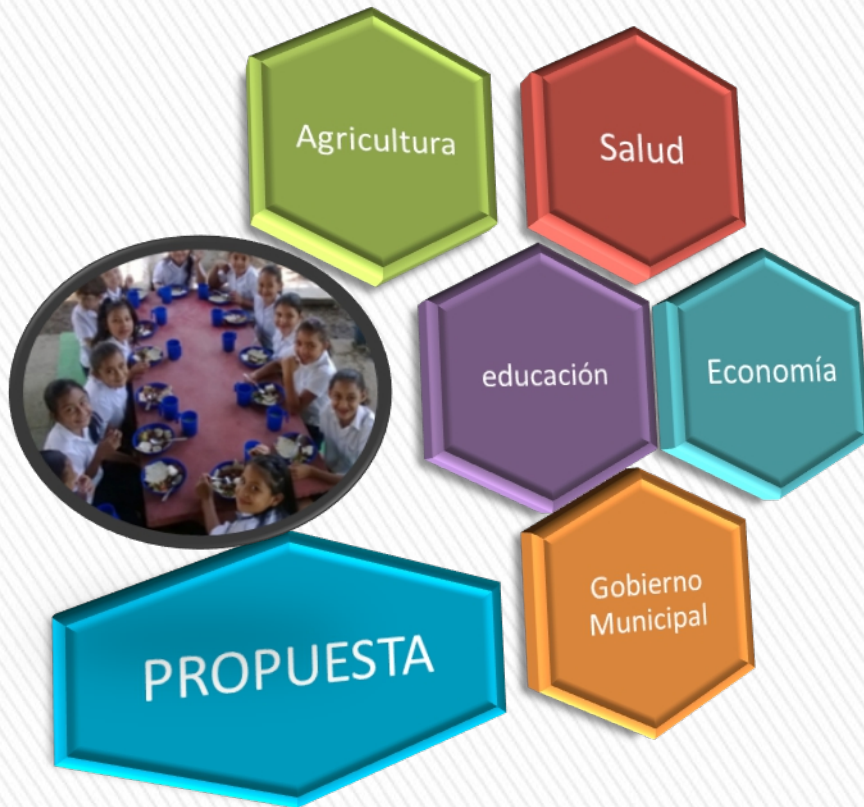 Agricultura
Salud
educación
Economía
Gobierno
Municipal
PROPUESTA